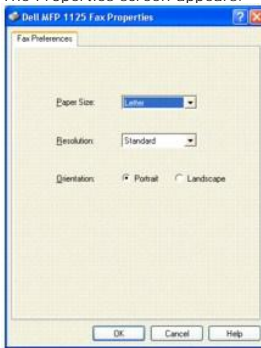 The Properties screen appears.
Dell MFP 1125 Fax Properties
Fax Preferences
Paper Size: Letter
Resolution: Standard
Orientation: Portrait Landscape
OK Cancel Help